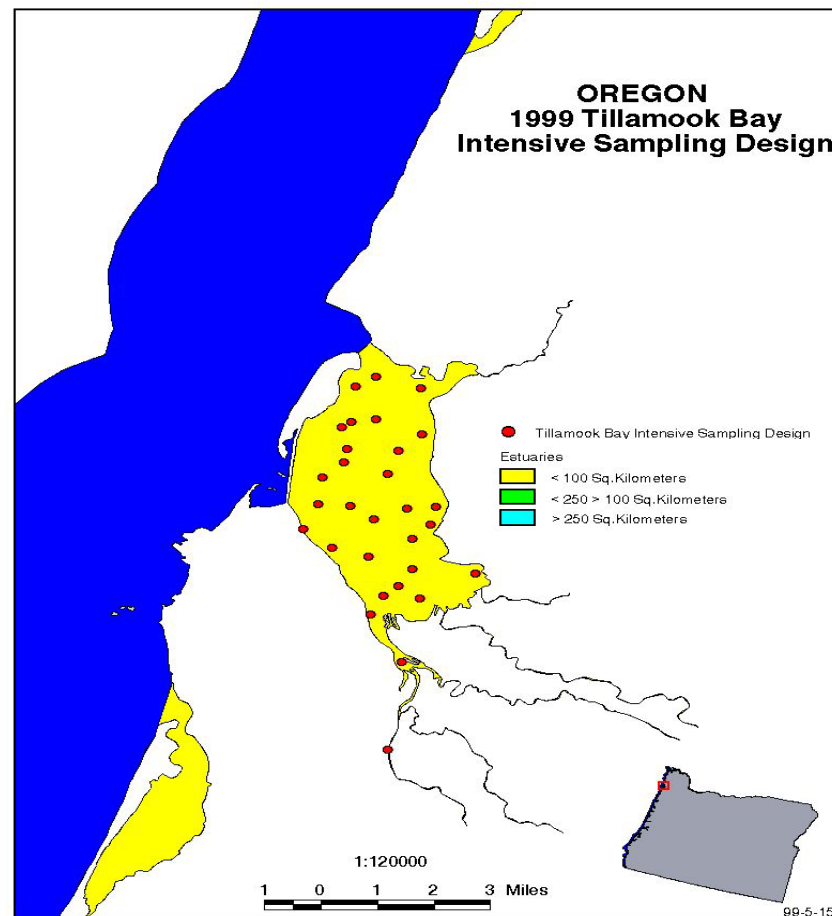 OREGON
1999 Tillamook Bay
Intensive Sampling Design
Tillamook Bay Intensive Sampling Design
Estuaries
< 100 Sq.Kilometers
< 250 > 100 Sq.Kilometers
> 250 Sq.Kilometers
1:120000
1 0 1 2 3 Miles
99-5-15